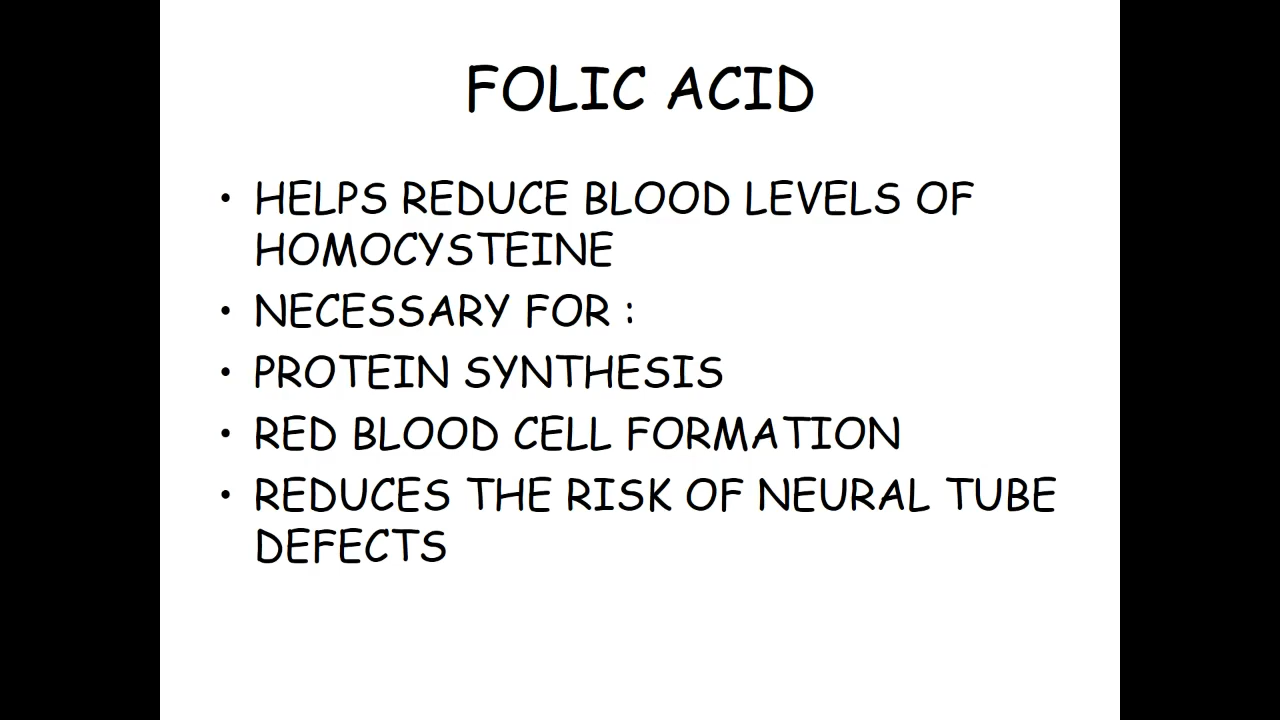 FOLIC ACID
• HELPS REDUCE BLOOD LEVELS OF
HOMOCYSTEINE
• NECESSARY FOR :
• PROTEIN SYNTHESIS
• RED BLOOD CELL FORMATION
• REDUCES THE RISK OF NEURAL TUBE
DEFECTS